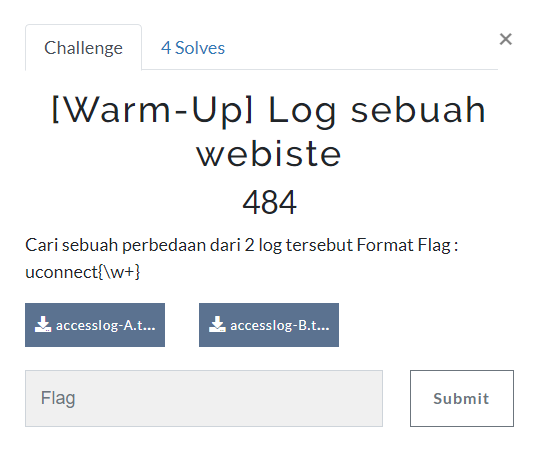 Challenge
4 Solves
×
[Warm-Up] Log sebuah
webiste
484
Cari sebuah perbedaan dari 2 log tersebut Format Flag :
uconnect{\w+}
accesslog-A.t...
accesslog-B.t...
Flag
Submit